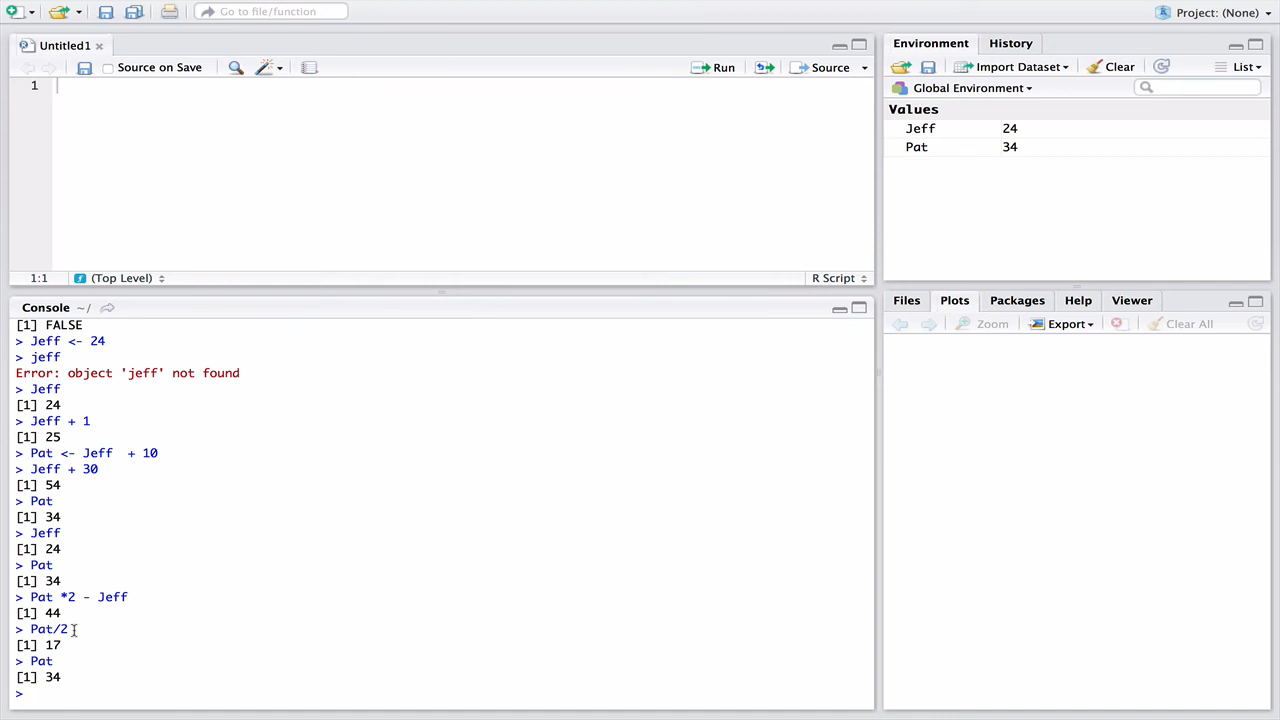 Go to file/function
Project: (None)
Untitled1
Source on Save
Run
Source
1
1:1
(Top Level)
R Script
Console ~/
[1] FALSE
> Jeff <- 24
> jeff
Error: object 'jeff' not found
> Jeff
[1] 24
> Jeff + 1
[1] 25
> Pat <- Jeff  + 10
> Jeff + 30
[1] 54
> Pat
[1] 34
> Jeff
[1] 24
> Pat
[1] 34
> Pat *2 - Jeff
[1] 44
> Pat/2
[1] 17
> Pat
[1] 34
>
Environment
History
Import Dataset
Clear
List
Global Environment
Values
Jeff 24
Pat 34
Files
Plots
Packages
Help
Viewer
Zoom
Export
Clear All